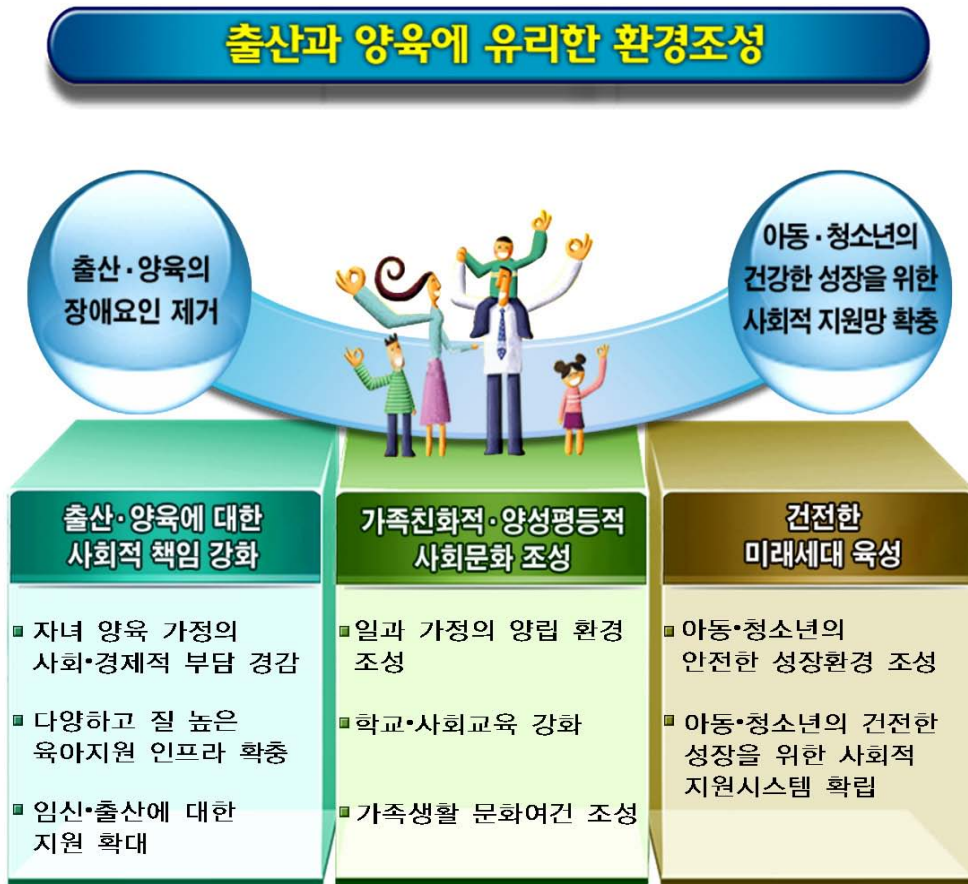 출산과 양육에 유리한 환경조성
출산·양육의
장애요인 제거
아동·청소년의
건강한 성장을 위한
사회적 지원망 확충
출산·양육에 대한
사회적 책임 강화
자녀 양육 가정의
사회•경제적 부담 경감
다양하고 질 높은
육아지원 인프라 확충
임신•출산에 대한
지원 확대
가족친화적·양성평등적
사회문화 조성
일과 가정의 양립 환경
조성
학교•사회교육 강화
가족생활 문화여건 조성
건전한
미래세대 육성
아동•청소년의
안전한 성장환경 조성
아동•청소년의 건전한
성장을 위한 사회적
지원시스템 확립